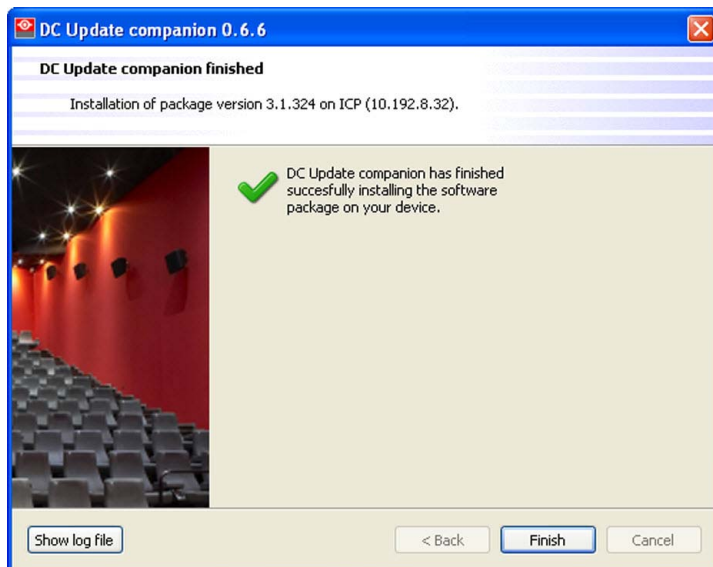 DC Update companion 0.6.6
DC Update companion finished
Installation of package version 3.1.324 on ICP (10.192.8.32).
DC Update companion has finished
succesfully installing the software
package on your device.
Show log file
< Back
Finish
Cancel